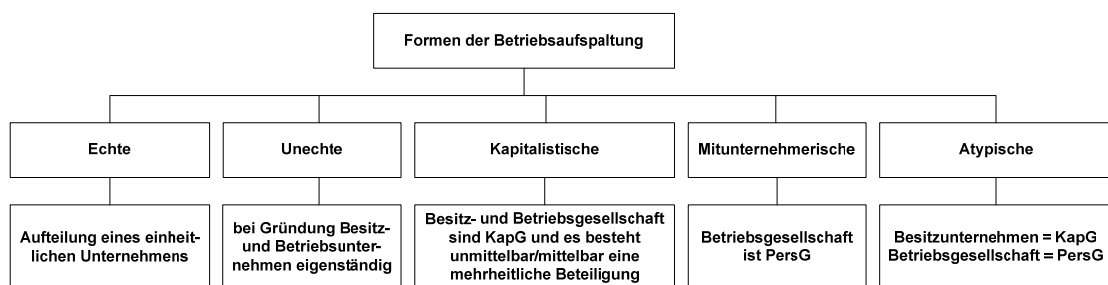 Formen der Betriebsaufspaltung
Echte
Unechte
Kapitalistische
Mitunternehmerische
Atypische
Aufteilung eines einheit-
lichen Unternehmens
bei Gründung Besitz-
und Betriebsunter-
nehmen eigenständig
Besitz- und Betriebsgesellschaft
sind KapG und es besteht
unmittelbar/mittelbar eine
mehrheitliche Beteiligung
Betriebsgesellschaft
ist PersG
Besitzunternehmen = KapG
Betriebsgesellschaft = PersG